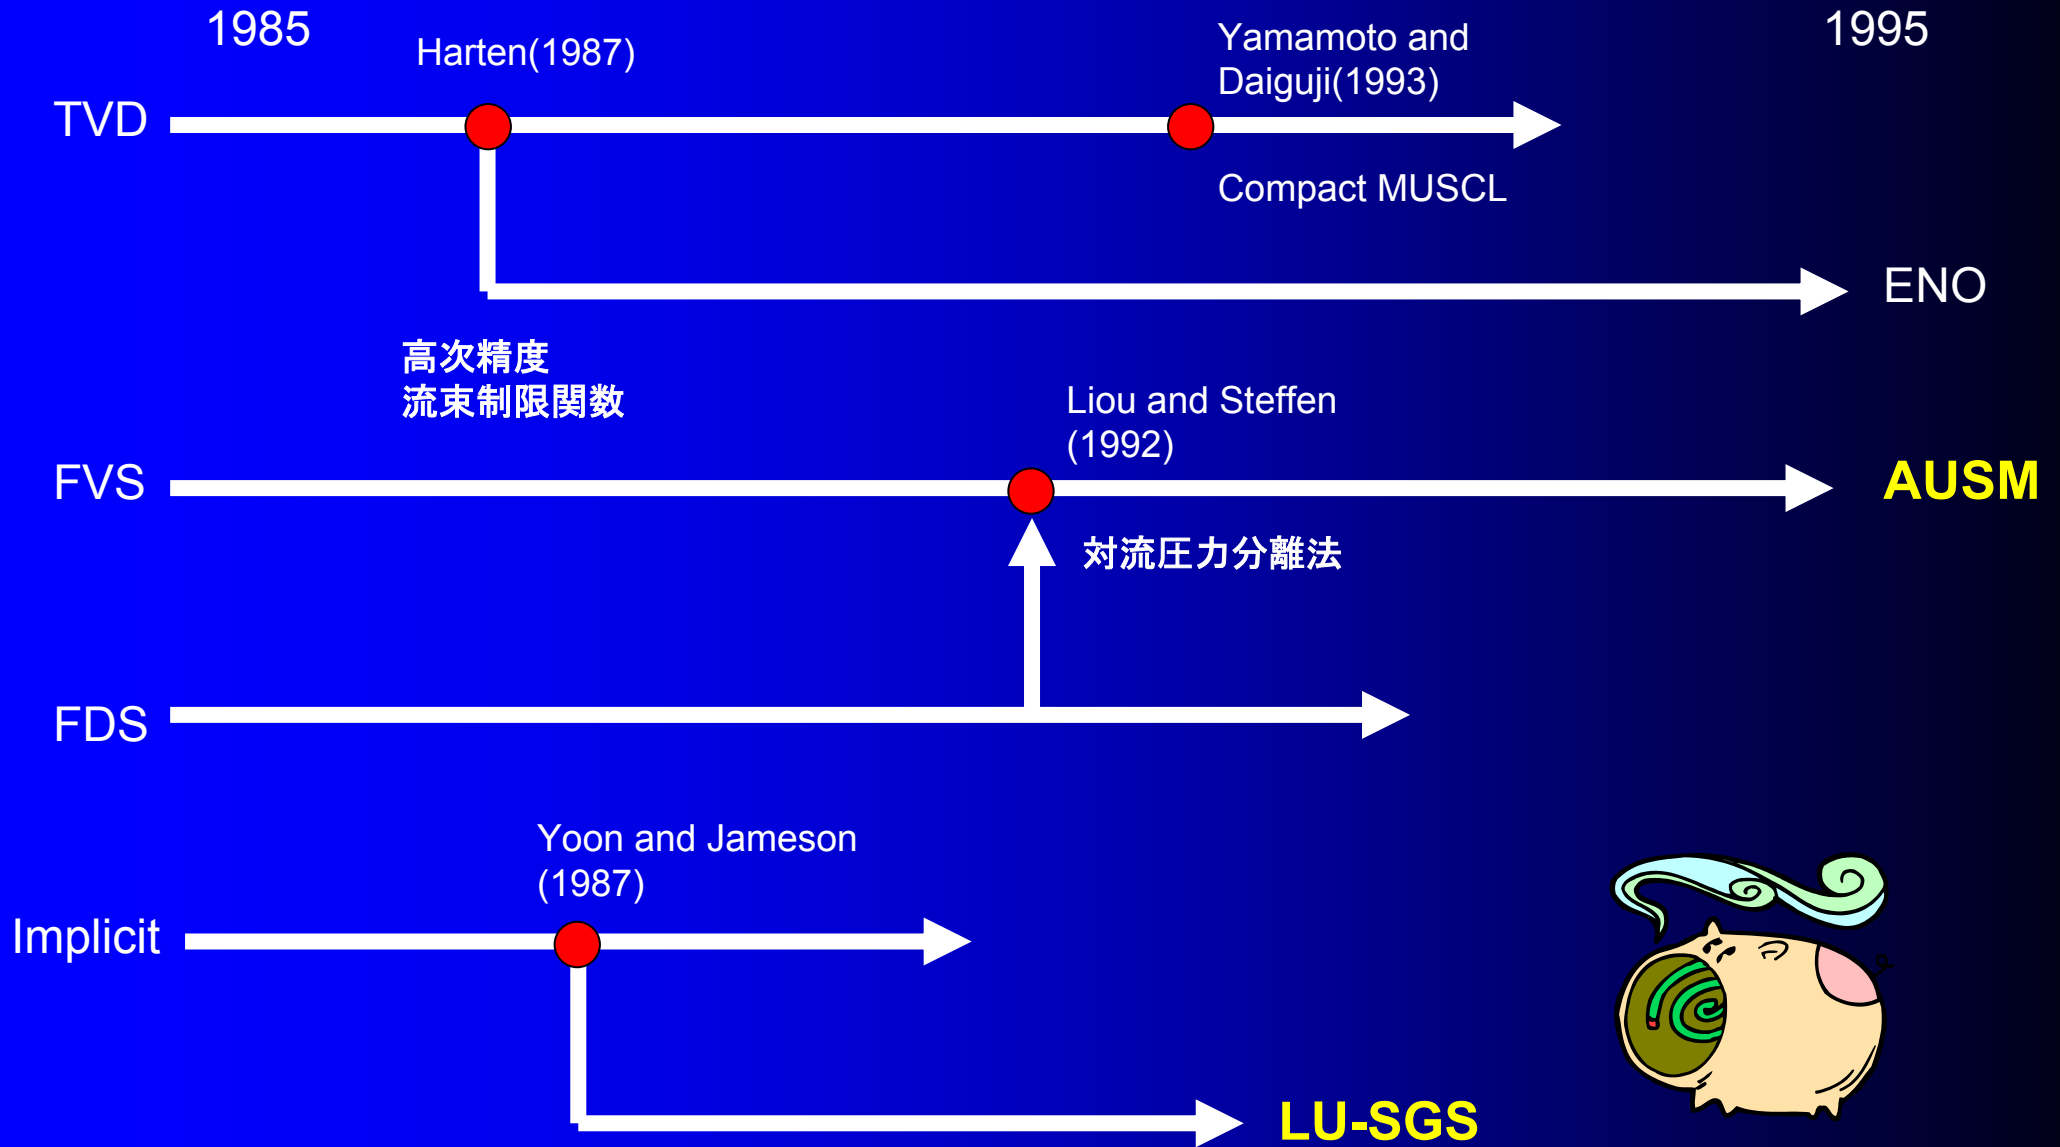 1985
1995
Harten(1987)
Yamamoto and
Daiguji(1993)
TVD
Compact MUSCL
ENO
高次精度
流束制限関数
Liou and Steffen
(1992)
FVS
AUSM
対流圧力分離法
FDS
Yoon and Jameson
(1987)
Implicit
LU-SGS